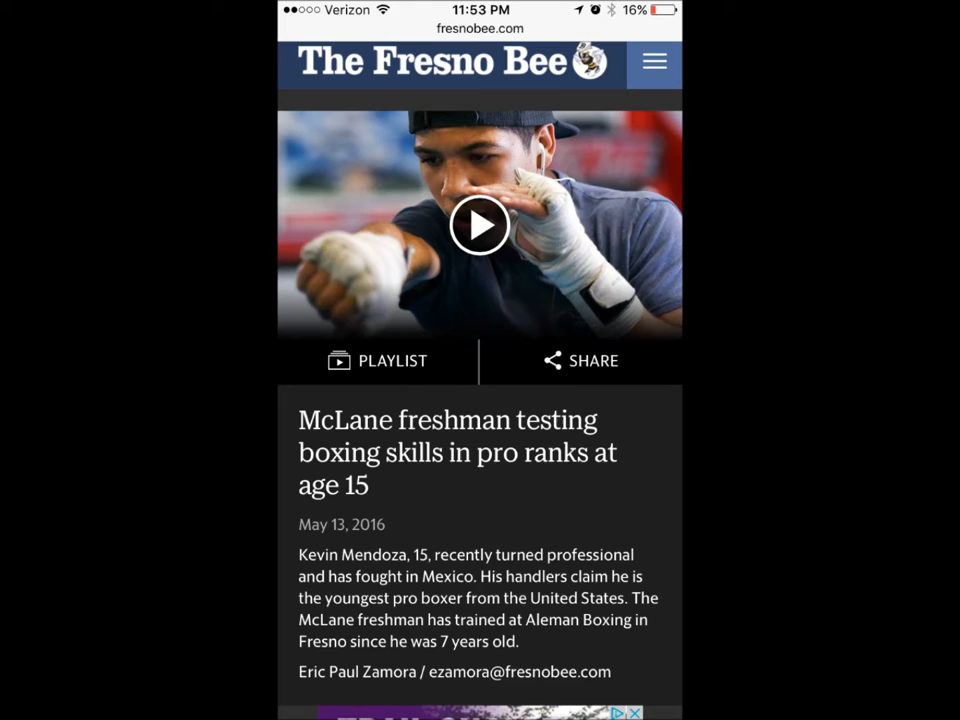 Verizon 11:53 PM 16%
fresnobee.com
The Fresno Bee
PLAYLIST SHARE
McLane freshman testing
boxing skills in pro ranks at
age 15
May 13, 2016
Kevin Mendoza, 15, recently turned professional
and has fought in Mexico. His handlers claim he is
the youngest pro boxer from the United States. The
McLane freshman has trained at Aleman Boxing in
Fresno since he was 7 years old.
Eric Paul Zamora / ezamora@fresnobee.com